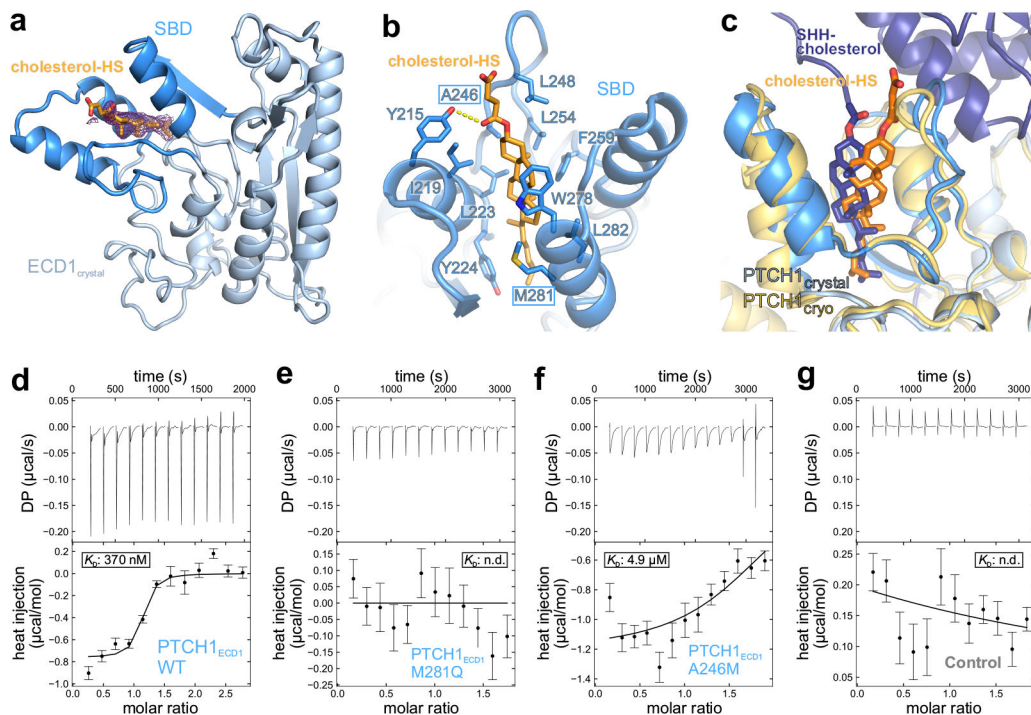 a
SBD
cholesterol-HS
ECD1crystal
b
cholesterol-HS
A246
L248
SBD
Y215
L254
F259
I219
W278
L223
L282
Y224
M281
c
SHH-
cholesterol
cholesterol-HS
PTCH1crystal
PTCH1cryo
d
time (s)
0 500 1000 1500 2000
DP (µcal/s)
0.05
0.00
−0.05
−0.10
−0.15
−0.20
KD: 370 nM
heat injection
(µcal/mol)
0.2
0.0
−0.2
−0.4
−0.6
−0.8
−1.0
PTCH1ECD1
WT
0.0 0.5 1.0 1.5 2.0 2.5
molar ratio
e
time (s)
0 1000 2000 3000
DP (µcal/s)
0.05
0.00
−0.05
−0.10
−0.15
−0.20
KD: n.d.
heat injection
(µcal/mol)
0.15
0.10
0.05
0.00
−0.05
−0.10
−0.15
−0.20
−0.25
PTCH1ECD1
M281Q
0.0 0.5 1.0 1.5
molar ratio
f
time (s)
0 1000 2000 3000
DP (µcal/s)
0.05
0.00
−0.05
−0.10
−0.15
−0.20
KD: 4.9 µM
heat injection
(µcal/mol)
−0.6
−0.8
−1.0
−1.2
−1.4
PTCH1ECD1
A246M
0.0 0.5 1.0 1.5
molar ratio
g
time (s)
0 1000 2000 3000
DP (µcal/s)
0.05
0.00
0.05
0.10
0.15
0.20
KD: n.d.
heat injection
(µcal/mol)
0.25
0.20
0.15
0.10
0.05
Control
0.0 0.5 1.0 1.5
molar ratio